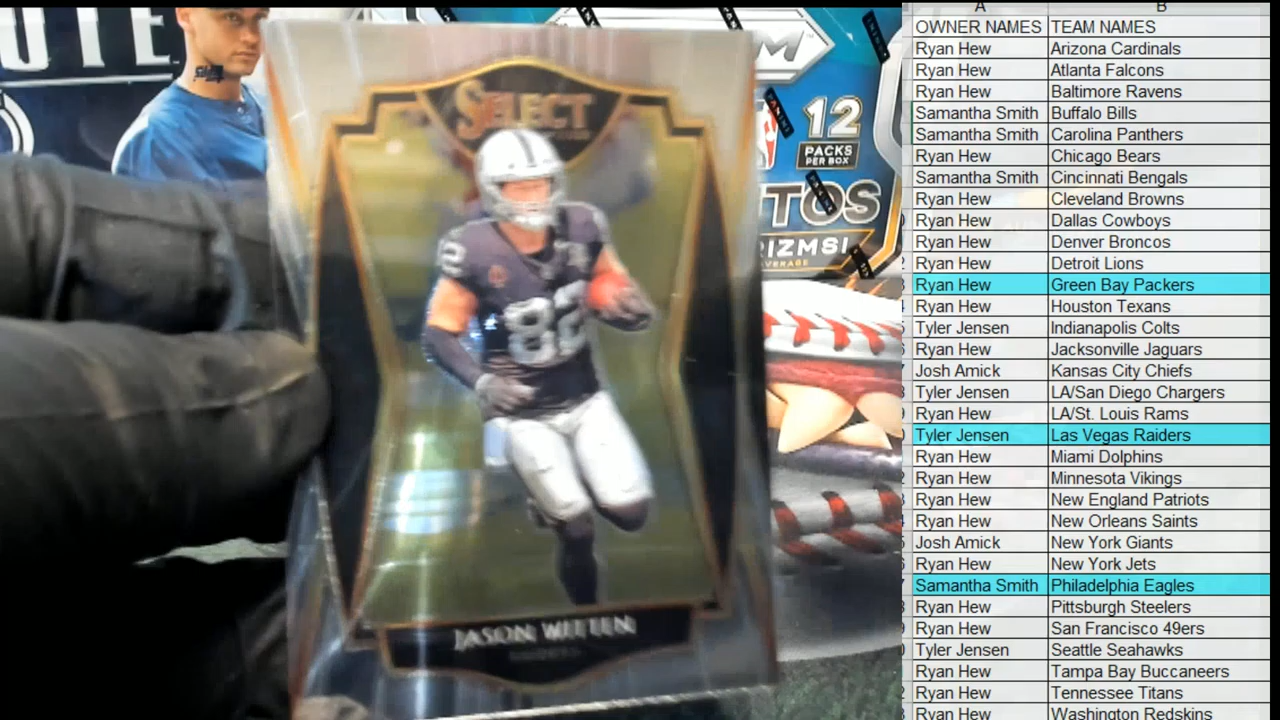 UTE
SELECT
82
82
JASON WITTEN
12
PACKS
PER BOX
A B
OWNER NAMES TEAM NAMES
Ryan Hew Arizona Cardinals
Ryan Hew Atlanta Falcons
Ryan Hew Baltimore Ravens
Samantha Smith Buffalo Bills
Samantha Smith Carolina Panthers
Ryan Hew Chicago Bears
Samantha Smith Cincinnati Bengals
Ryan Hew Cleveland Browns
Ryan Hew Dallas Cowboys
Ryan Hew Denver Broncos
Ryan Hew Detroit Lions
Ryan Hew Green Bay Packers
Ryan Hew Houston Texans
Tyler Jensen Indianapolis Colts
Ryan Hew Jacksonville Jaguars
Josh Amick Kansas City Chiefs
Tyler Jensen LA/San Diego Chargers
Ryan Hew LA/St. Louis Rams
Tyler Jensen Las Vegas Raiders
Ryan Hew Miami Dolphins
Ryan Hew Minnesota Vikings
Ryan Hew New England Patriots
Ryan Hew New Orleans Saints
Josh Amick New York Giants
Ryan Hew New York Jets
Samantha Smith Philadelphia Eagles
Ryan Hew Pittsburgh Steelers
Ryan Hew San Francisco 49ers
Tyler Jensen Seattle Seahawks
Ryan Hew Tampa Bay Buccaneers
Ryan Hew Tennessee Titans
Ryan Hew Washington Redskins